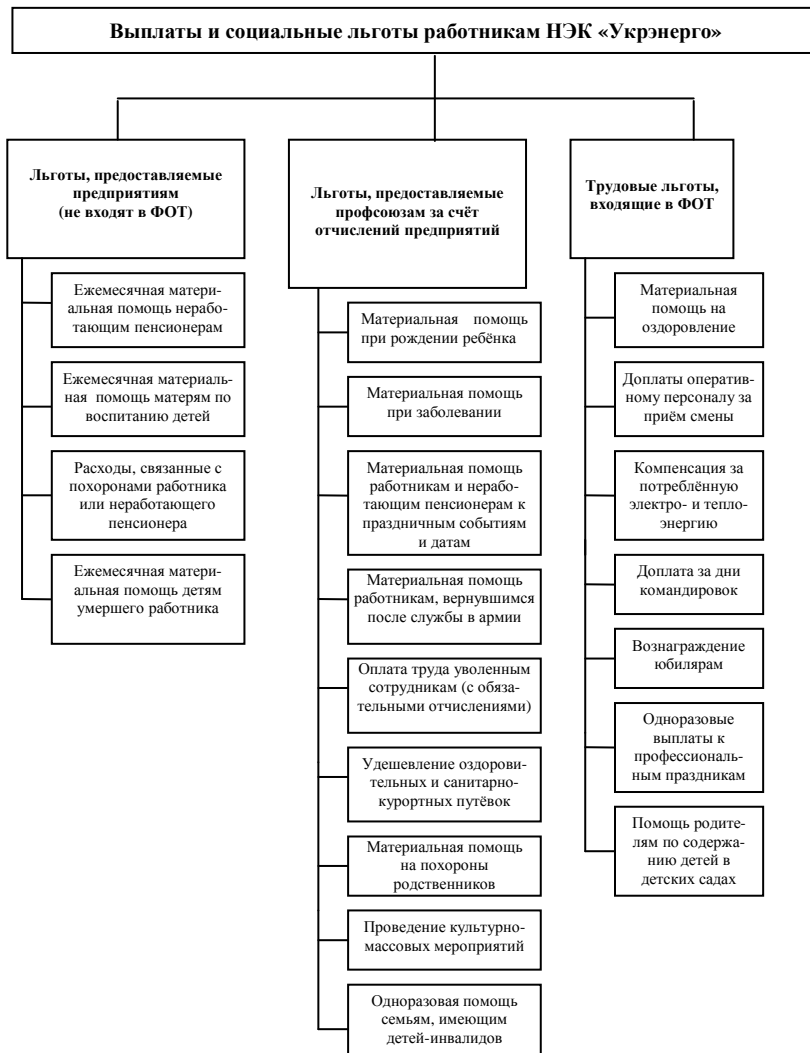 Выплаты и социальные льготы работникам НЭК «Укрэнерго»
Льготы, предоставляемые
предприятиям
(не входят в ФОТ)
Ежемесячная матери-
альная помощь нерабо-
тающим пенсионерам
Ежемесячная материаль-
ная помощь матерям по
воспитанию детей
Расходы, связанные с
похоронами работника
или неработающего
пенсионера
Ежемесячная матери-
альная помощь детям
умершего работника
Льготы, предоставляемые
профсоюзам за счёт
отчислений предприятий
Материальная помощь
при рождении ребёнка
Материальная помощь
при заболевании
Материальная помощь
работникам и нерабо-
тающим пенсионерам к
праздничным событиям
и датам
Материальная помощь
работникам, вернувшимся
после службы в армии
Оплата труда уволенным
сотрудникам (с обяза-
тельными отчислениями)
Удешевление оздорови-
тельных и санитарно-
курортных путёвок
Материальная помощь
на похороны
родственников
Проведение культурно-
массовых мероприятий
Одноразовая помощь
семьям, имеющим
детей-инвалидов
Трудовые льготы,
входящие в ФОТ
Материальная
помощь на
оздоровление
Доплаты оператив-
ному персоналу за
приём смены
Компенсация за
потреблённую
электро- и тепло-
энергию
Доплата за дни
командировок
Вознаграждение
юбилярам
Одноразовые
выплаты к
профессиональ-
ным праздникам
Помощь родите-
лям по содержа-
нию детей в
детских садах